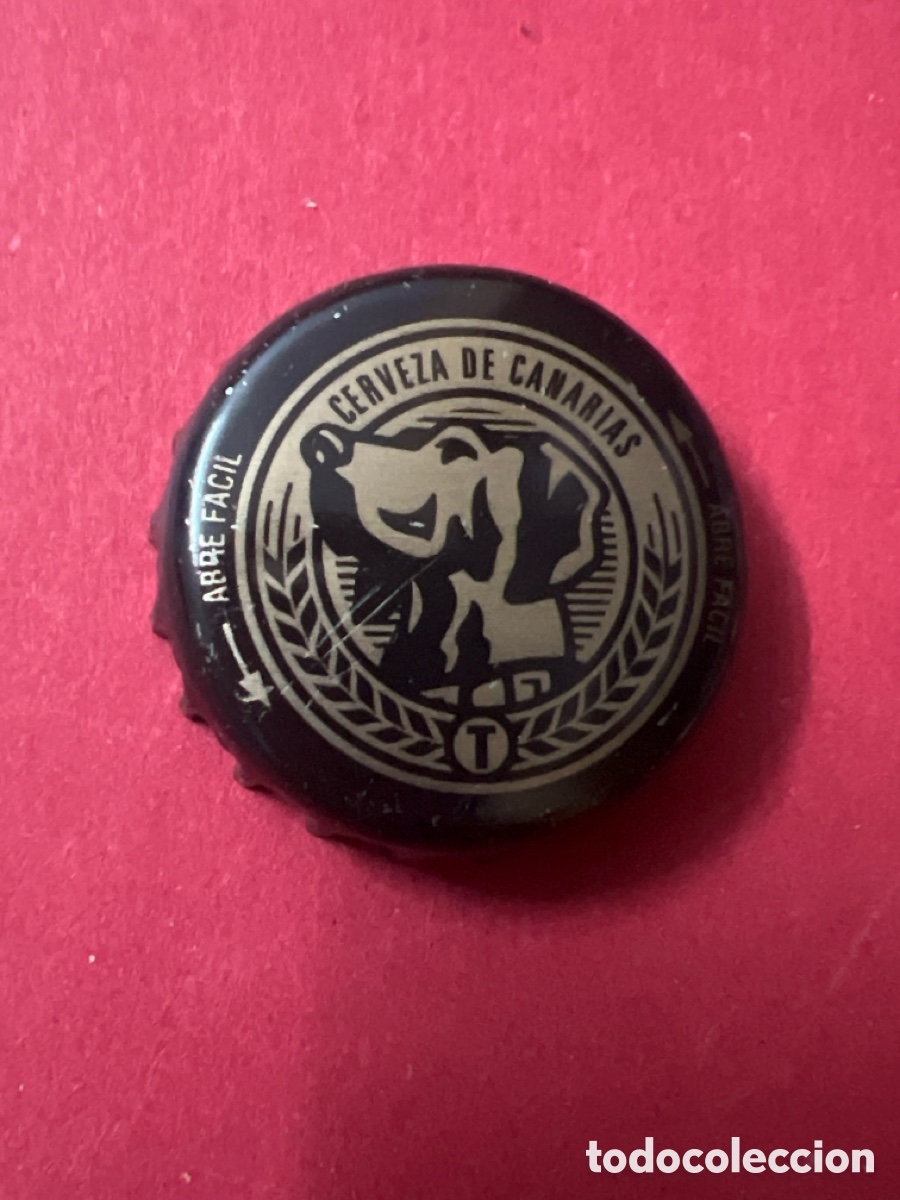 CERVEZA DE CANARIAS
ABRE FACIL
ABRE FACIL
T
todocoleccion